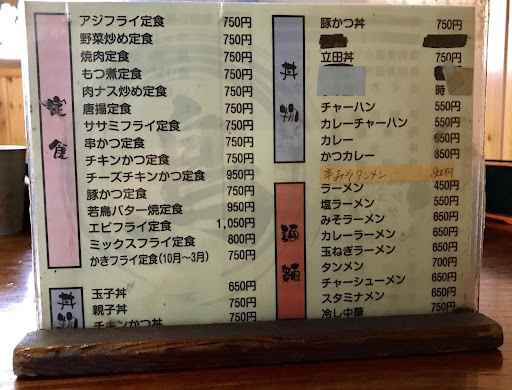 定食
アジフライ定食 750円
野菜炒め定食 750円
焼肉定食 750円
もつ煮定食 750円
肉ナス炒め定食 750円
唐揚定食 750円
ササミフライ定食 750円
串かつ定食 750円
チキンかつ定食 750円
チーズチキンかつ定食 950円
豚かつ定食 750円
若鳥バター焼定食 950円
エビフライ定食 1,050円
ミックスフライ定食 800円
かきフライ定食(10月〜3月) 750円
丼物
玉子丼 650円
親子丼 750円
チキンかつ丼 750円
丼物
豚かつ丼 750円
立田丼 750円
時
チャーハン 550円
カレーチャーハン 650円
カレー 550円
かつカレー 850円
辛みそタンメン 800円
麺類
ラーメン 450円
塩ラーメン 550円
みそラーメン 650円
カレーラーメン 650円
玉ねぎラーメン 650円
タンメン 700円
チャーシューメン 650円
スタミナメン 650円
冷し中華 750円